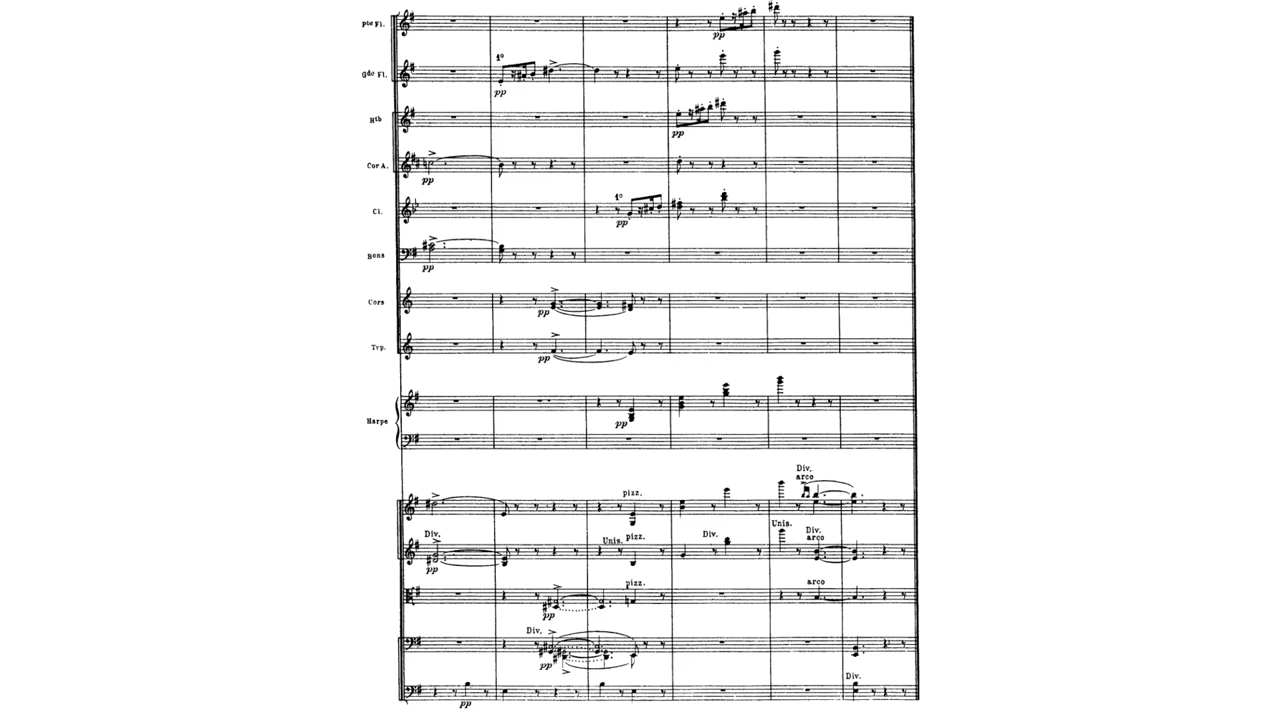 pte Fl.
1º
Gde Fl.
pp
pp
Htb
pp
Cor A.
pp
1º
Cl.
pp
Bons
pp
Cors
pp
Trp.
pp
Harpe
pp
Div.
pizz. arco
Unis.
Div. Unis. pizz. Div. Div.
arco
pp
pizz. arco
pp
Div.
pp
Div.
pp